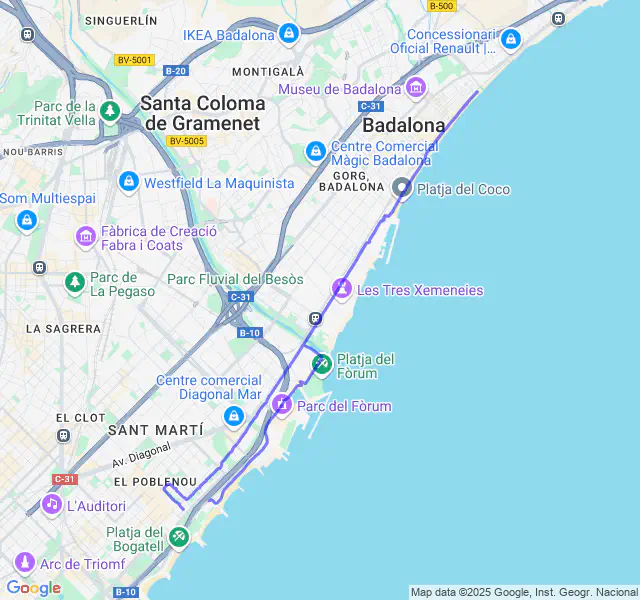 SINGUERLÍN
B-500
IKEA Badalona
Concessionari
Oficial Renault |...
BV-5001
B-20
MONTIGALÀ
Museu de Badalona
Parc de la
Trinitat Vella
Santa Coloma
de Gramenet
C-31
Badalona
BV-5005
NOU BARRIS
Centre Comercial
Màgic Badalona
GORG,
BADALONA
Westfield La Maquinista
Platja del Coco
Som Multiespai
Fàbrica de Creació
Fabra i Coats
Parc de
La Pegaso
Parc Fluvial del Besòs
Les Tres Xemeneies
C-31
LA SAGRERA
B-10
Platja del
Fòrum
Centre comercial
Diagonal Mar
Parc del Fòrum
EL CLOT
SANT MARTÍ
Av. Diagonal
C-31
EL POBLENOU
L'Auditori
Platja del
Bogatell
Arc de Triomf
B-10
Google
Map data ©2025 Google, Inst. Geogr. Nacional